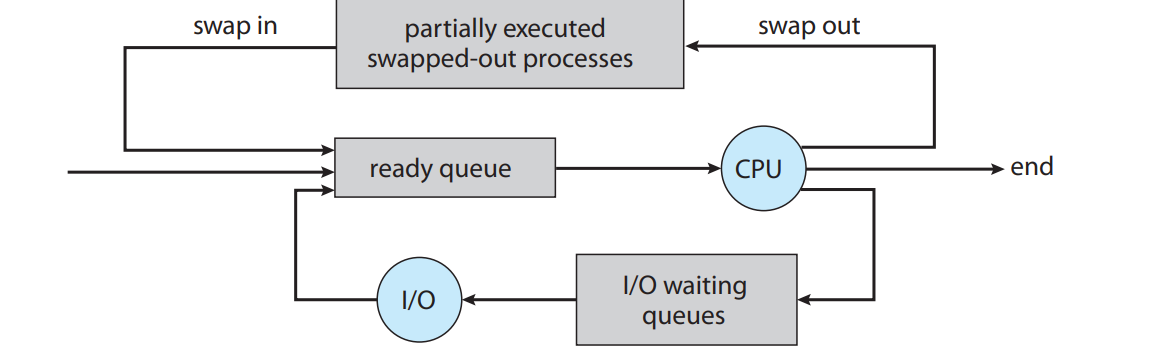 swap in
partially executed
swapped-out processes
swap out
ready queue
CPU
end
I/O
I/O waiting
queues